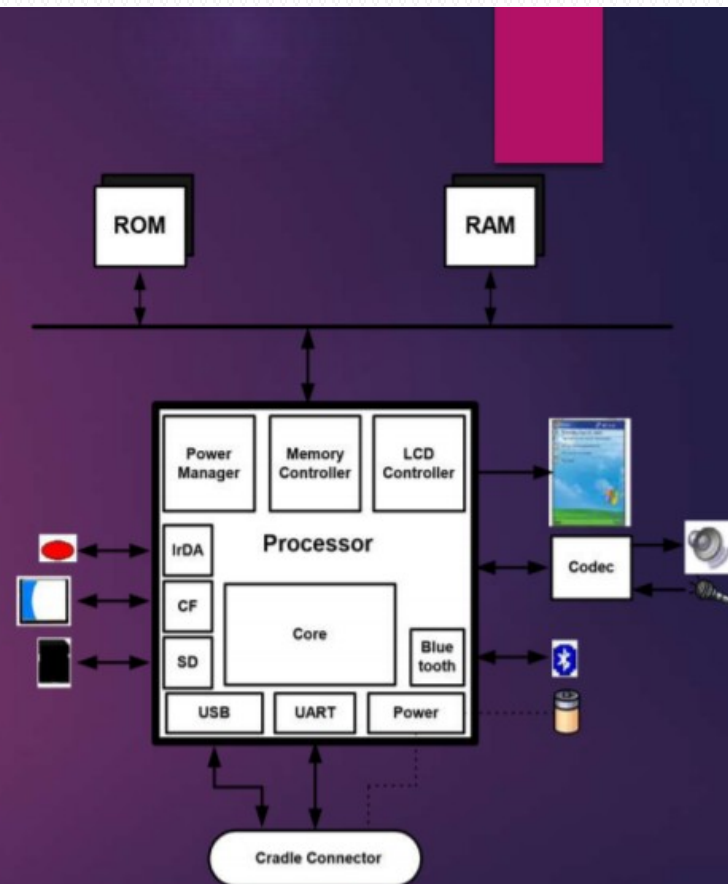 ROM
RAM
Power
Manager
Memory
Controller
LCD
Controller
IrDA
Processor
Codec
CF
Core
SD
Blue
tooth
USB
UART
Power
Cradle Connector